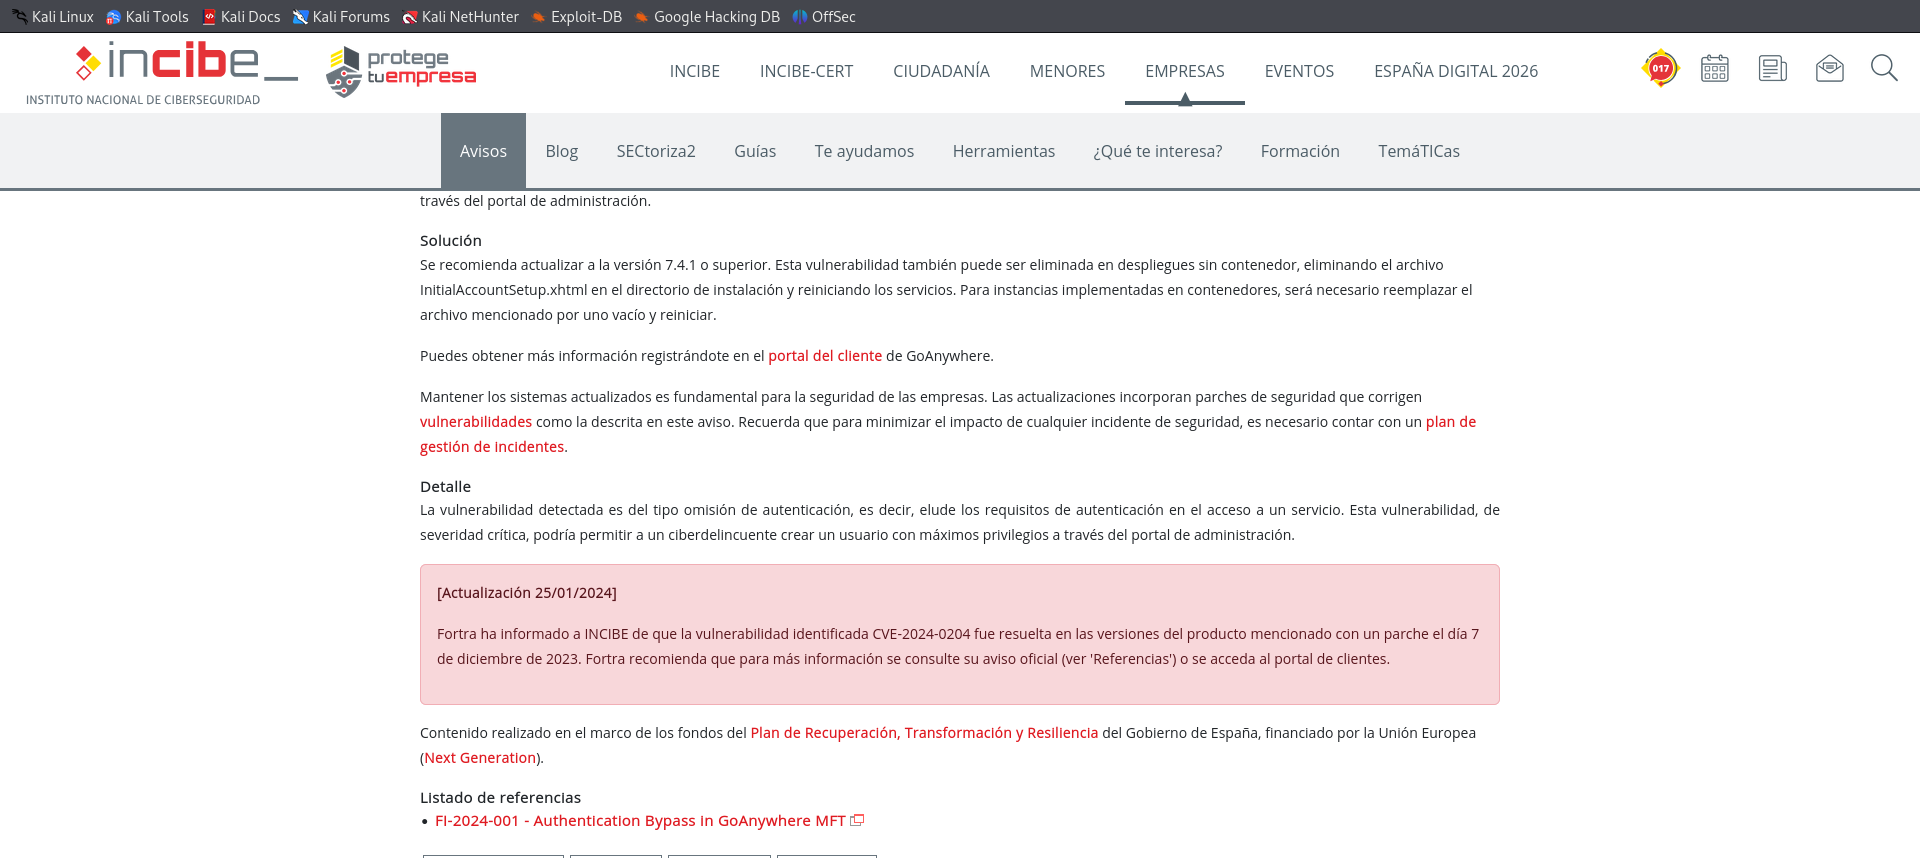 Kali Linux Kali Tools Kali Docs Kali Forums Kali NetHunter Exploit-DB Google Hacking DB OffSec
incibe_
INSTITUTO NACIONAL DE CIBERSEGURIDAD
protege
tuempresa
INCIBE INCIBE-CERT CIUDADANÍA MENORES EMPRESAS EVENTOS ESPAÑA DIGITAL 2026
017
Avisos Blog SECtoriza2 Guías Te ayudamos Herramientas ¿Qué te interesa? Formación TemáTICas
través del portal de administración.
Solución
Se recomienda actualizar a la versión 7.4.1 o superior. Esta vulnerabilidad también puede ser eliminada en despliegues sin contenedor, eliminando el archivo
InitialAccountSetup.xhtml en el directorio de instalación y reiniciando los servicios. Para instancias implementadas en contenedores, será necesario reemplazar el
archivo mencionado por uno vacío y reiniciar.
Puedes obtener más información registrándote en el portal del cliente de GoAnywhere.
Mantener los sistemas actualizados es fundamental para la seguridad de las empresas. Las actualizaciones incorporan parches de seguridad que corrigen
vulnerabilidades como la descrita en este aviso. Recuerda que para minimizar el impacto de cualquier incidente de seguridad, es necesario contar con un plan de
gestión de incidentes.
Detalle
La vulnerabilidad detectada es del tipo omisión de autenticación, es decir, elude los requisitos de autenticación en el acceso a un servicio. Esta vulnerabilidad, de
severidad crítica, podría permitir a un ciberdelincuente crear un usuario con máximos privilegios a través del portal de administración.
[Actualización 25/01/2024]
Fortra ha informado a INCIBE de que la vulnerabilidad identificada CVE-2024-0204 fue resuelta en las versiones del producto mencionado con un parche el día 7
de diciembre de 2023. Fortra recomienda que para más información se consulte su aviso oficial (ver 'Referencias') o se acceda al portal de clientes.
Contenido realizado en el marco de los fondos del Plan de Recuperación, Transformación y Resiliencia del Gobierno de España, financiado por la Unión Europea
(Next Generation).
Listado de referencias
• FI-2024-001 - Authentication Bypass in GoAnywhere MFT